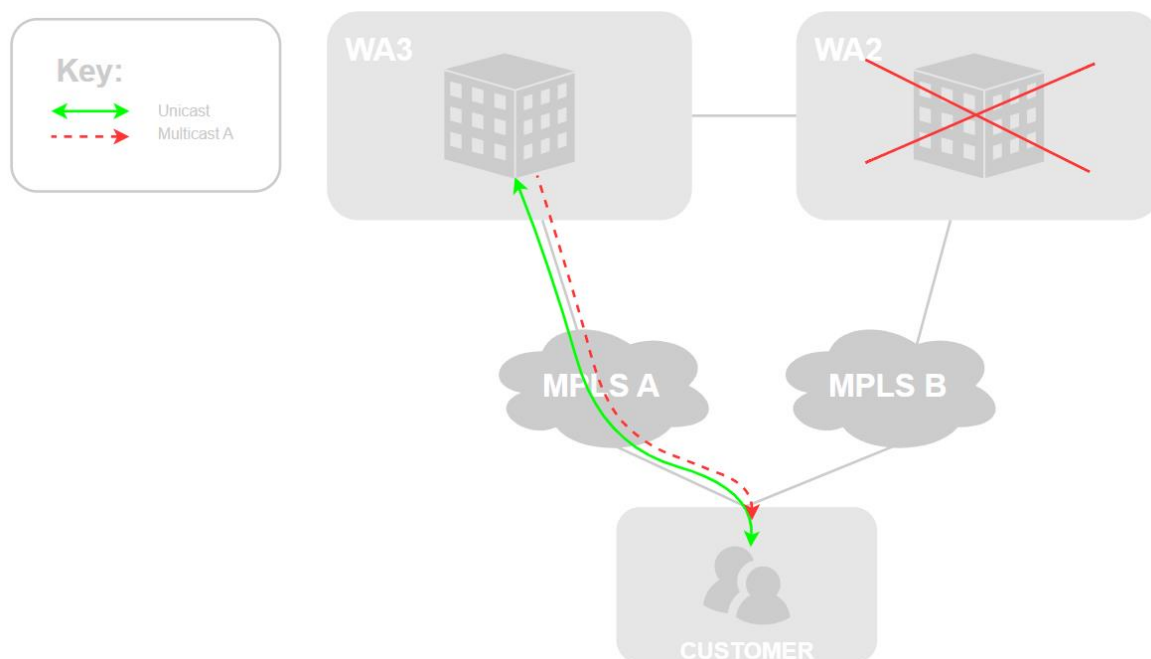 Key:
Unicast
Multicast A
WA3
WA2
MPLS A
MPLS B
CUSTOMER